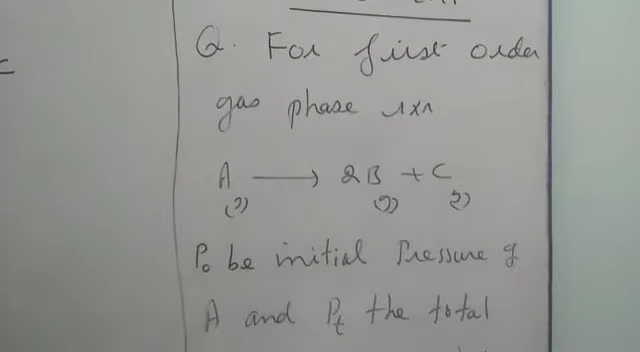 Q. For first order
gas phase rxn
A ⟶ 2B + C
(g) (g) (g)
P₀ be initial Pressure of
A and Pt the total